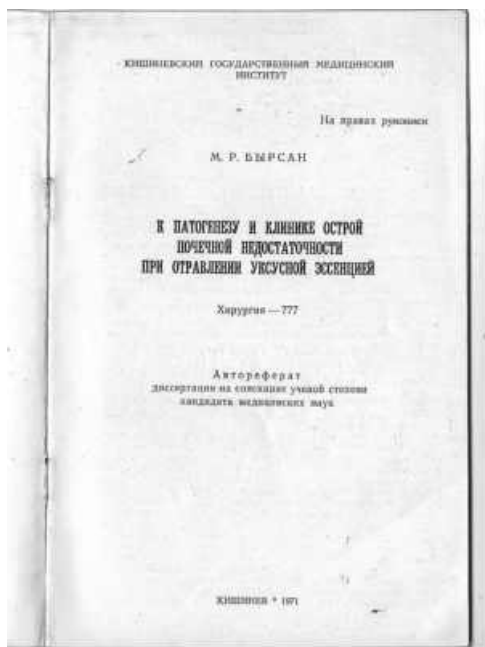 КИШИНЕВСКИЙ ГОСУДАРСТВЕННЫЙ МЕДИЦИНСКИЙ
ИНСТИТУТ
На правах рукописи
М. Р. БЫРСАН
К ПАТОГЕНЕЗУ И КЛИНИКЕ ОСТРОЙ
ПОЧЕЧНОЙ НЕДОСТАТОЧНОСТИ
ПРИ ОТРАВЛЕНИИ УКСУСНОЙ ЭССЕНЦИЕЙ
Хирургия — 777
Автореферат
диссертации на соискание ученой степени
кандидата медицинских наук
КИШИНЕВ * 1971